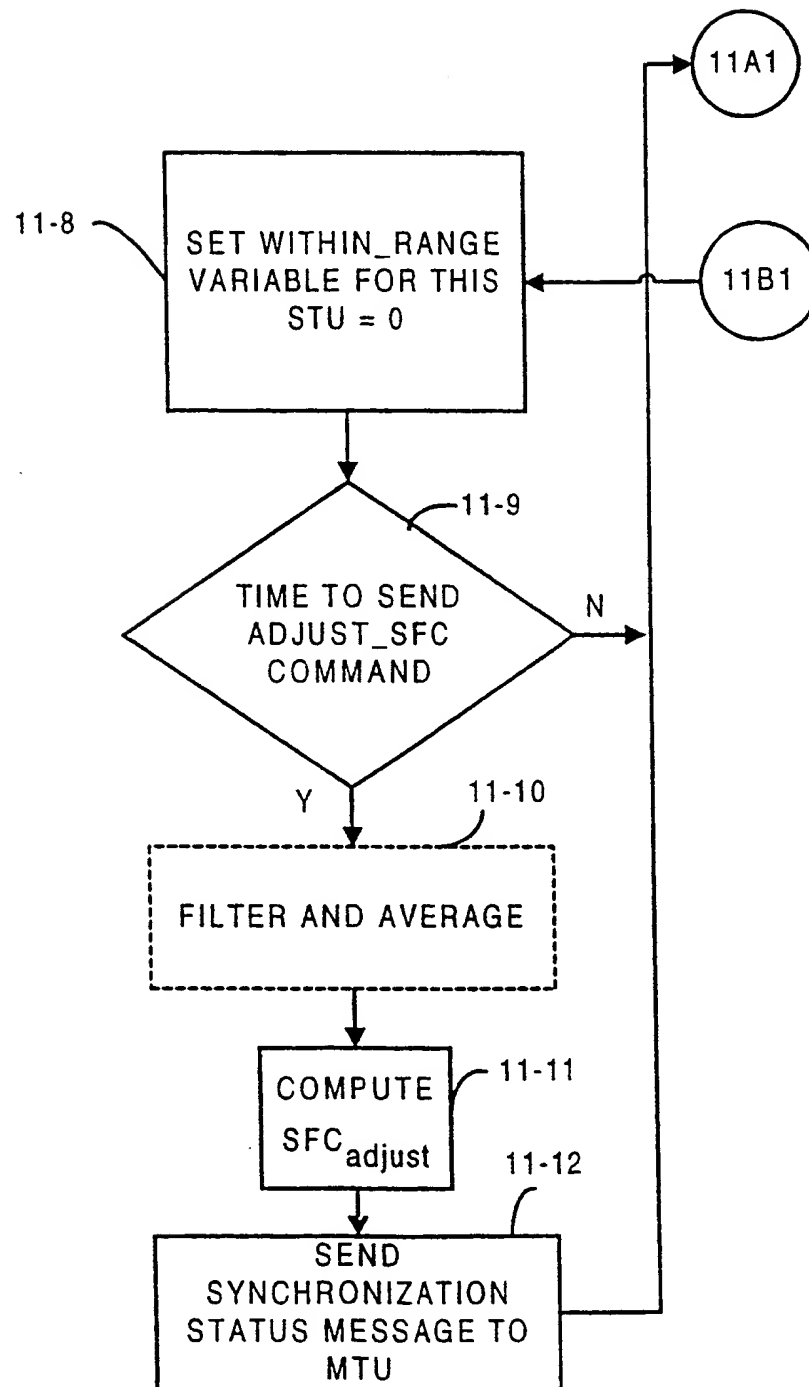 11A1
11-8
SET WITHIN_RANGE
VARIABLE FOR THIS
STU = 0
11B1
11-9
TIME TO SEND
ADJUST_SFC
COMMAND
N
Y
11-10
FILTER AND AVERAGE
11-11
COMPUTE
SFCadjust
11-12
SEND
SYNCHRONIZATION
STATUS MESSAGE TO
MTU